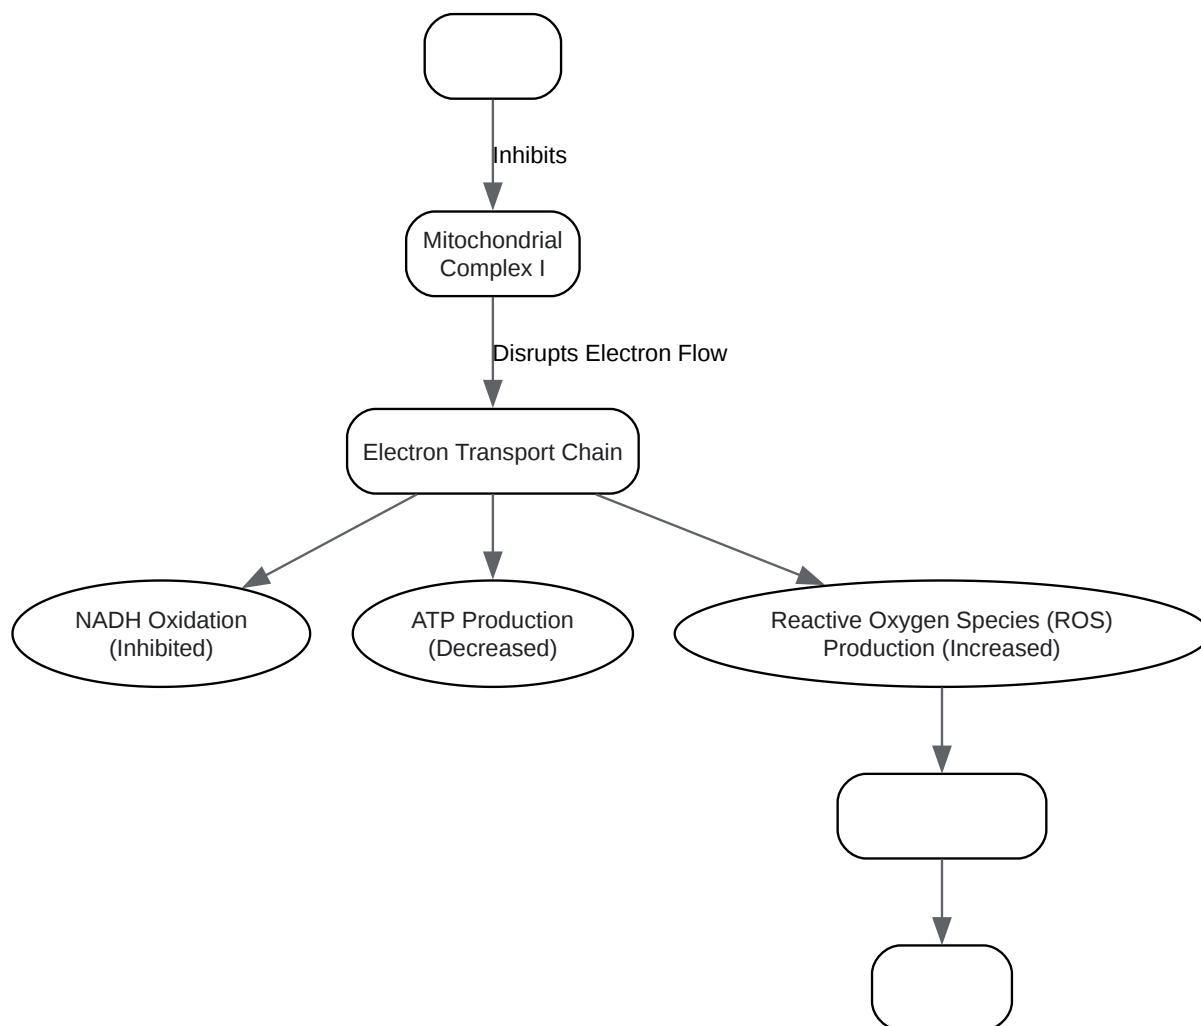 Inhibits
Mitochondrial
Complex I
Disrupts Electron Flow
Electron Transport Chain
NADH Oxidation
(Inhibited)
ATP Production
(Decreased)
Reactive Oxygen Species (ROS)
Production (Increased)